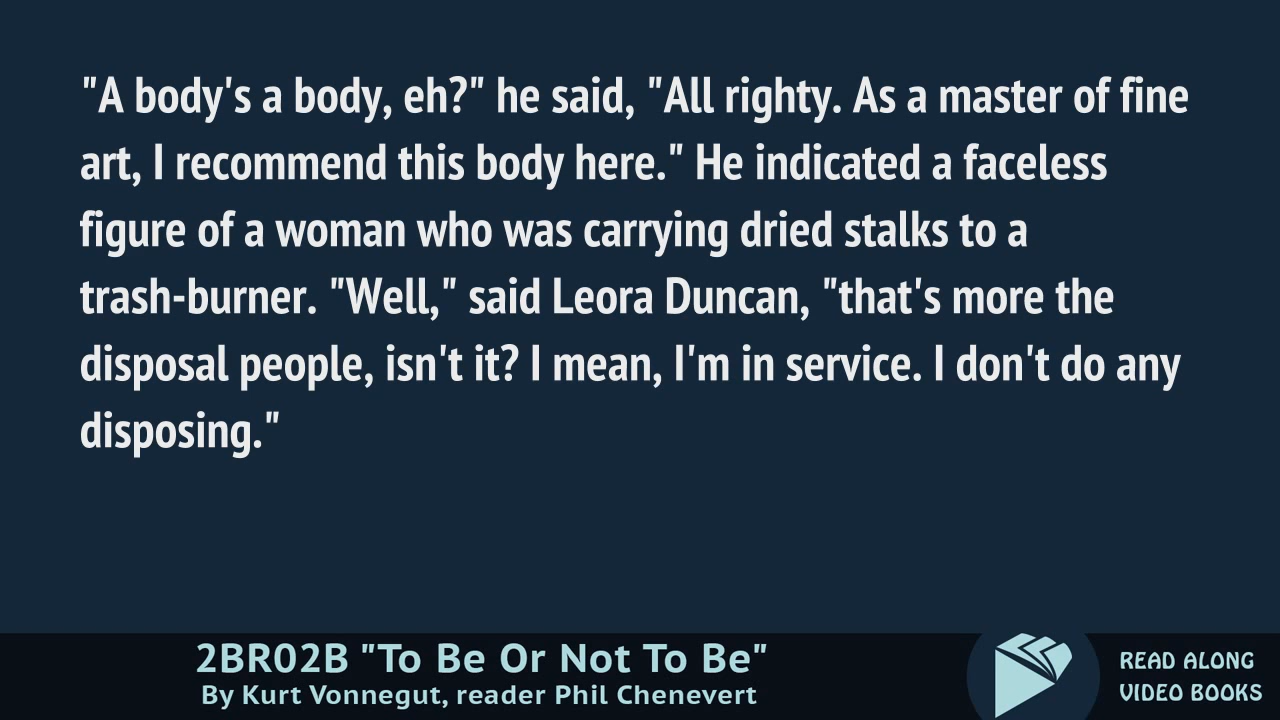 "A body's a body, eh?" he said, "All righty. As a master of fine
art, I recommend this body here." He indicated a faceless
figure of a woman who was carrying dried stalks to a
trash-burner. "Well," said Leora Duncan, "that's more the
disposal people, isn't it? I mean, I'm in service. I don't do any
disposing."
2BR02B "To Be Or Not To Be"
By Kurt Vonnegut, reader Phil Chenevert
READ ALONG
VIDEO BOOKS